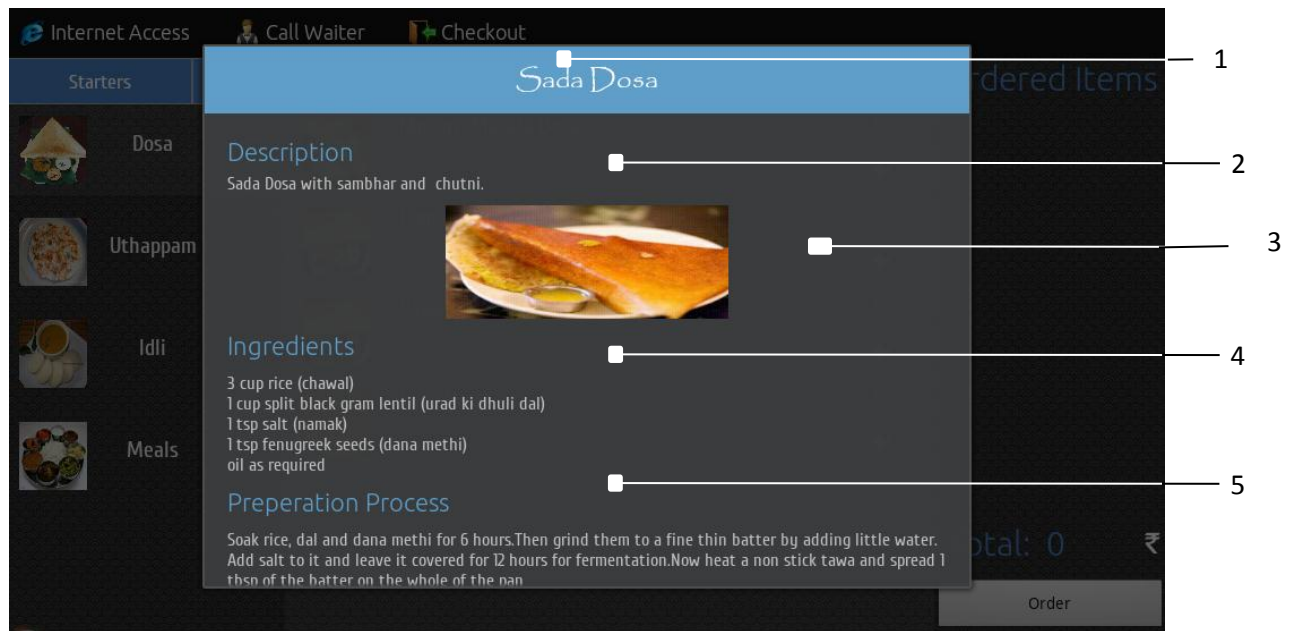 Internet Access Call Waiter Checkout
1
Sada Dosa
Starters
rdered Items
Dosa
Description
2
Sada Dosa with sambhar and chutni.
Uthappam
3
Idli
Ingredients
4
3 cup rice (chawal)
1 cup split black gram lentil (urad ki dhuli dal)
1 tsp salt (namak)
Meals
1 tsp fenugreek seeds (dana methi)
oil as required
5
Preperation Process
Soak rice, dal and dana methi for 6 hours.Then grind them to a fine thin batter by adding little water.
otal: 0 ₹
Add salt to it and leave it covered for 12 hours for fermentation.Now heat a non stick tawa and spread 1
tbsp of the batter on the whole of the pan
Order